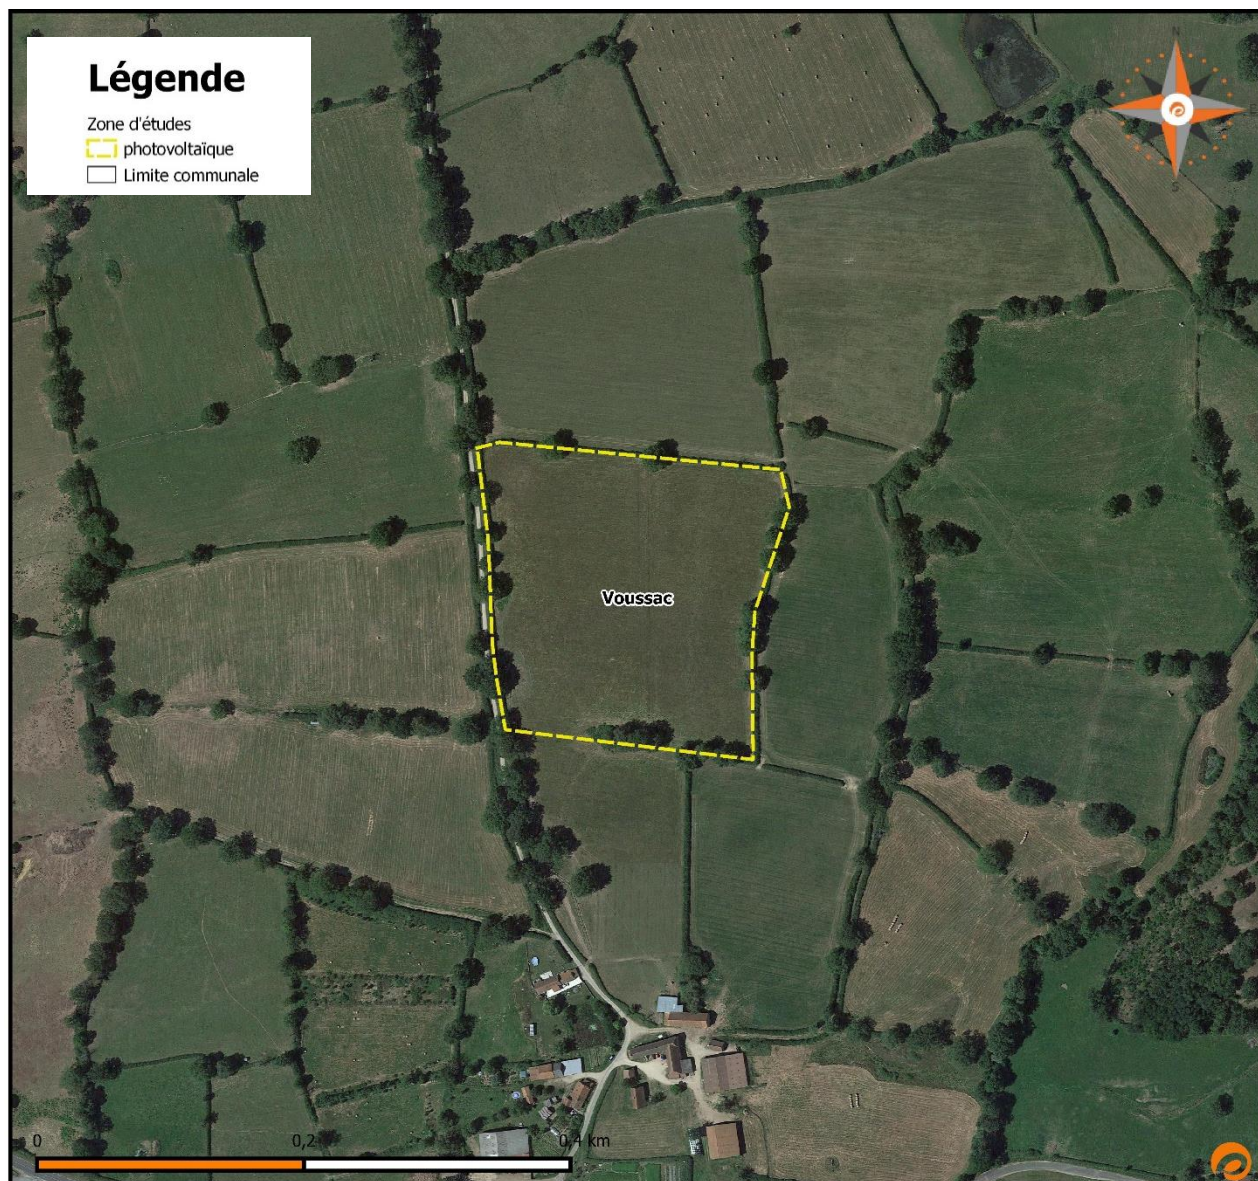 Légende
Zone d'études
photovoltaïque
Limite communale
N
S
Voussac
0 0,2 0,4 km